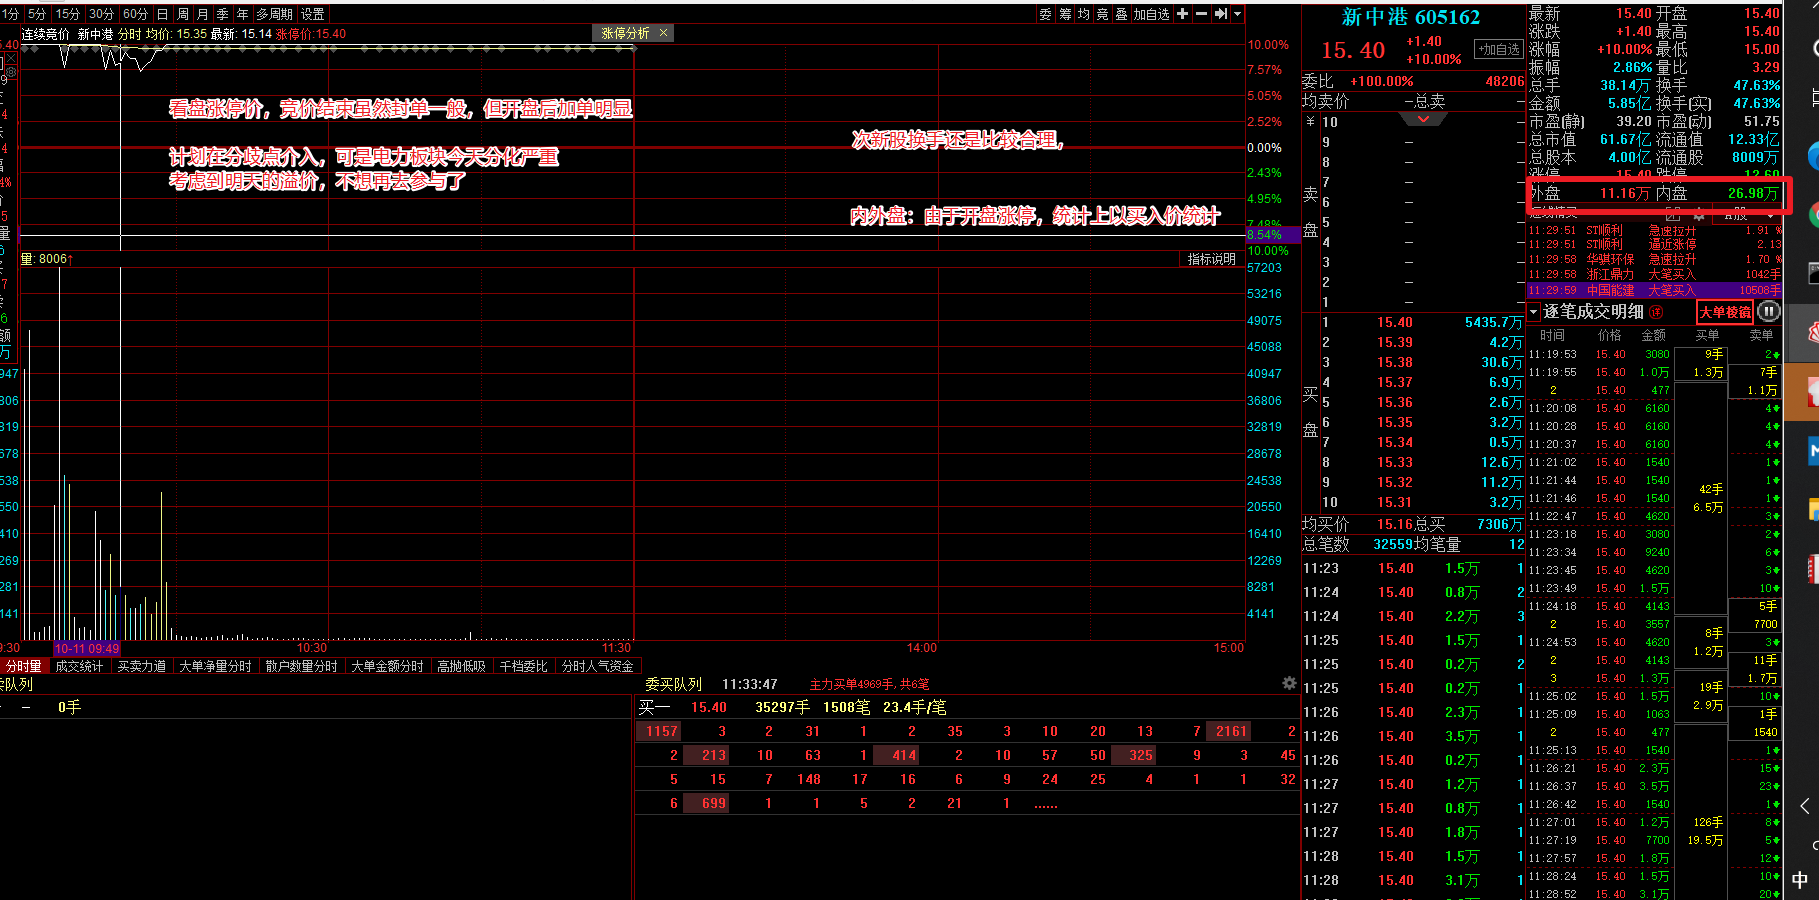 1分 5分 15分 30分 60分 日 周 月 季 年 多周期 设置
委 筹 均 竞 叠 加自选
连续竞价 新中港 分时 均价: 15.35 最新: 15.14 涨停价:15.40
涨停分析 ×
看盘涨停价，竞价结束虽然封单一般，但开盘后加单明显
计划在分歧点介入，可是电力板块今天分化严重
考虑到明天的溢价，不想再去参与了
次新股换手还是比较合理，
内外盘：由于开盘涨停，统计上以买入价统计
10.00%
7.57%
5.05%
2.52%
0.00%
2.43%
4.95%
7.48%
8.54%
10.00%
量: 8006↑
指标说明
57203
53216
49075
45088
40947
36806
32819
28678
24538
20550
16410
12269
8281
4141
9:30 10-11 09:49 10:30 11:30 14:00 15:00
分时量 成交统计 买卖力道 大单净量分时 散户数量分时 大单金额分时 高抛低吸 千档委比 分时人气资金
卖队列
0手
委买队列 11:33:47 主力买单4969手, 共6笔
买一 15.40 35297手 1508笔 23.4手/笔
1157 3 2 31 1 2 35 3 10 20 13 7 2161 2
2 213 10 63 1 414 2 10 57 50 325 9 3 45
5 15 7 148 17 16 6 9 24 25 4 1 1 32
6 699 1 1 5 2 21 1 ......
新中港 605162
15.40 +1.40 +10.00% +加自选
委比 +100.00% 48206
均卖价 – 总卖 –
¥ 10 – –
9 – –
8 – –
7 – –
卖 6 – –
5 – –
盘 4 – –
3 – –
2 – –
1 – –
1 15.40 5435.7万
2 15.39 4.2万
3 15.38 30.6万
买 4 15.37 6.9万
5 15.36 2.6万
盘 6 15.35 3.2万
7 15.34 0.5万
8 15.33 12.6万
9 15.32 11.2万
10 15.31 3.2万
均买价 15.16 总买 7306万
总笔数 32559 均笔量 12
11:23 15.40 1.5万 1
11:24 15.40 0.8万 2
11:24 15.40 2.2万 3
11:25 15.40 1.5万 1
11:25 15.40 0.2万 2
11:25 15.40 0.2万 1
11:26 15.40 2.3万 1
11:26 15.40 3.5万 1
11:26 15.40 0.2万 1
11:27 15.40 1.2万 1
11:27 15.40 0.8万 1
11:27 15.40 1.8万 1
11:28 15.40 1.5万 1
11:28 15.40 3.1万 1
最新 15.40 开盘 15.40
涨跌 +1.40 最高 15.40
涨幅 +10.00% 最低 15.00
振幅 2.86% 量比 3.29
总手 38.14万 换手 47.63%
金额 5.85亿 换手(实) 47.63%
市盈(静) 39.20 市盈(动) 51.75
总市值 61.67亿 流通值 12.33亿
总股本 4.00亿 流通股 8009万
涨停 15.40 跌停 12.60
外盘 11.16万 内盘 26.98万
11:29:51 ST顺利 急速拉升 1.91 %
11:29:51 ST顺利 逼近涨停 2.13
11:29:58 华骐环保 急速拉升 1.70 %
11:29:58 浙江鼎力 大笔买入 1042手
11:29:59 中国能建 大笔买入 10508手
逐笔成交明细 详 大单棱镜
时间 价格 金额 买单 卖单
11:19:53 15.40 3080 9手 2
11:19:55 15.40 1.0万 1.3万 7手
2 15.40 477 1.1万
11:20:08 15.40 6160 4
11:20:28 15.40 6160 4
11:20:37 15.40 6160 4
11:21:02 15.40 1540 1
11:21:44 15.40 1540 1
11:21:46 15.40 1540 42手 1
11:22:47 15.40 4620 6.5万 3
11:23:18 15.40 3080 2
11:23:34 15.40 9240 6
11:23:45 15.40 4620 3
11:23:49 15.40 1.5万 10
11:24:18 15.40 4143 5手
2 15.40 3557 8手 7700
11:24:53 15.40 4620 1.2万 3
2 15.40 4143 11手
3 15.40 1.3万 19手 1.7万
11:25:02 15.40 1.5万 2.9万 10
11:25:09 15.40 1063 1手
2 15.40 477 1540
11:25:13 15.40 1540 1
11:26:21 15.40 2.3万 15
11:26:37 15.40 3.5万 23
11:26:42 15.40 1540 1
11:27:01 15.40 1.2万 126手 8
11:27:19 15.40 7700 19.5万 5
11:27:57 15.40 1.8万 12
11:28:24 15.40 1.5万 10
11:28:52 15.40 3.1万 20
中